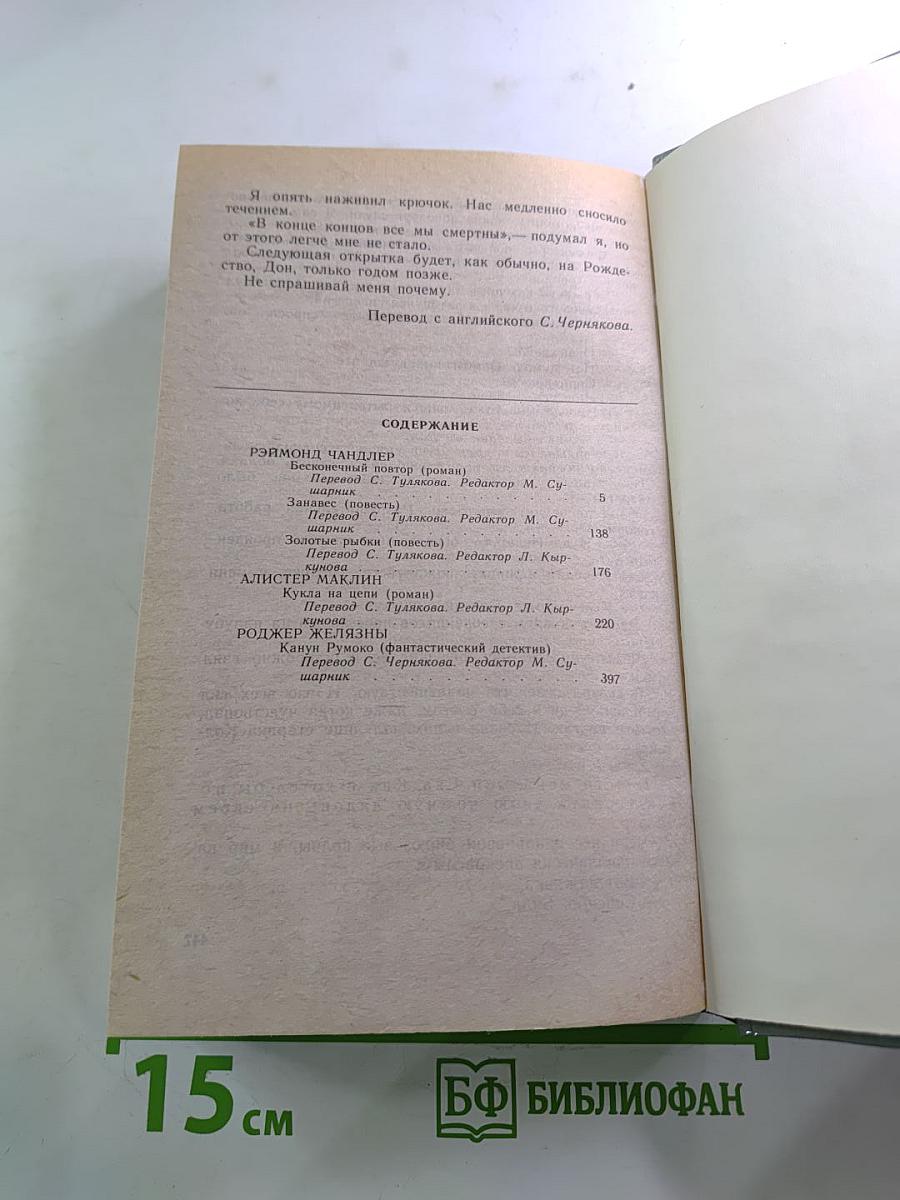 Я опять наживил крючок. Нас медленно сносило
течением.
«В конце концов все мы смертны»,— подумал я, но
от этого легче мне не стало.
Следующая открытка будет, как обычно, на Рожде-
ство, Дон, только годом позже.
Не спрашивай меня почему.
Перевод с английского С. Чернякова.
СОДЕРЖАНИЕ
РЭЙМОНД ЧАНДЛЕР
Бесконечный повтор (роман)
Перевод С. Тулякова. Редактор М. Су-
шарник . . . . . . . . . . . . 5
Занавес (повесть)
Перевод С. Тулякова. Редактор М. Су-
шарник . . . . . . . . . . . . 138
Золотые рыбки (повесть)
Перевод С. Тулякова. Редактор Л. Кыр-
кунова . . . . . . . . . . . . 176
АЛИСТЕР МАКЛИН
Кукла на цепи (роман)
Перевод С. Тулякова. Редактор Л. Кыр-
кунова . . . . . . . . . . . . 220
РОДЖЕР ЖЕЛЯЗНЫ
Канун Румоко (фантастический детектив)
Перевод С. Чернякова. Редактор М. Су-
шарник . . . . . . . . . . . . 397
15 см
БФ БИБЛИОФАН